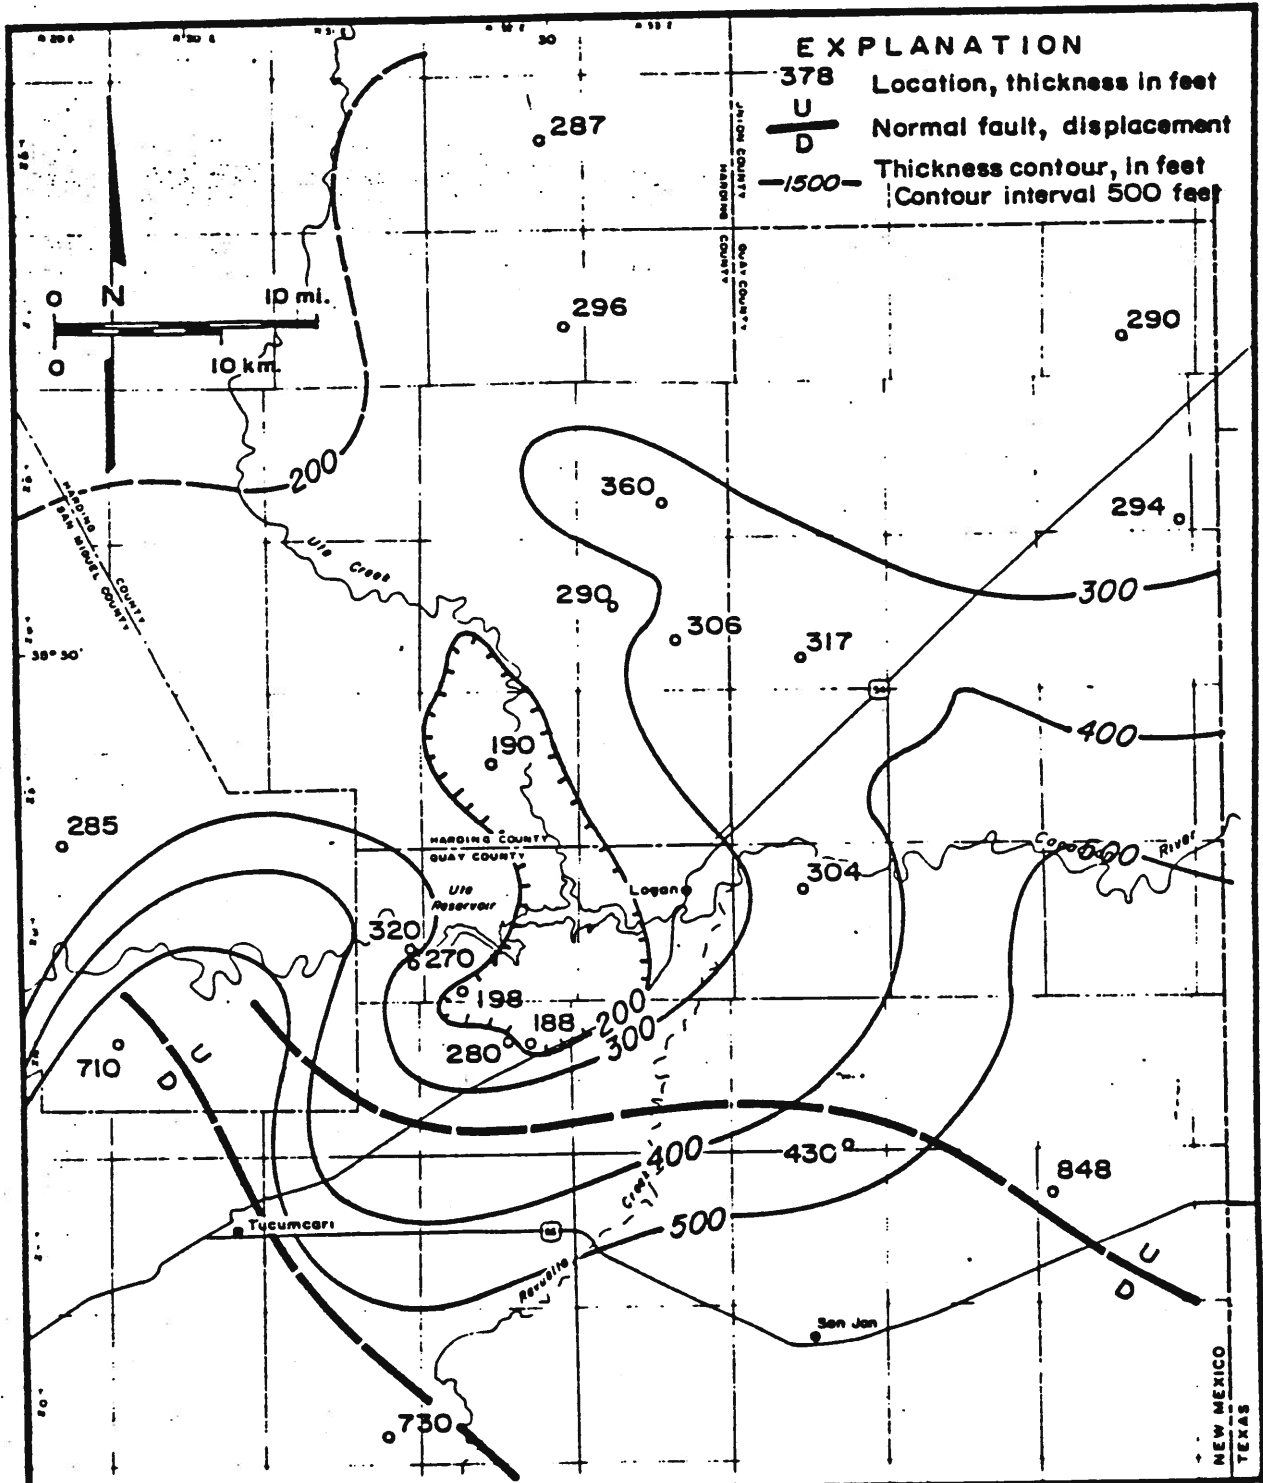 R 30 E
30
EXPLANATION
378 Location, thickness in feet
U
D
Normal fault, displacement
—1500— Thickness contour, in feet
Contour interval 500 feet
287
UNION COUNTY
HARDING COUNTY
QUAY COUNTY
0 N 10 mi.
0 10 km.
296
290
200
360
294
HARDING COUNTY
SAN MIGUEL COUNTY
Ute Creek
290
300
306
317
400
190
285
HARDING COUNTY
QUAY COUNTY
Ute Reservoir
Logan
304
River
320
270
198
200
188
300
280
710
U
D
400
430
848
Creek
500
Tucumcari
Revuelto
U
D
San Jon
730
NEW MEXICO
TEXAS